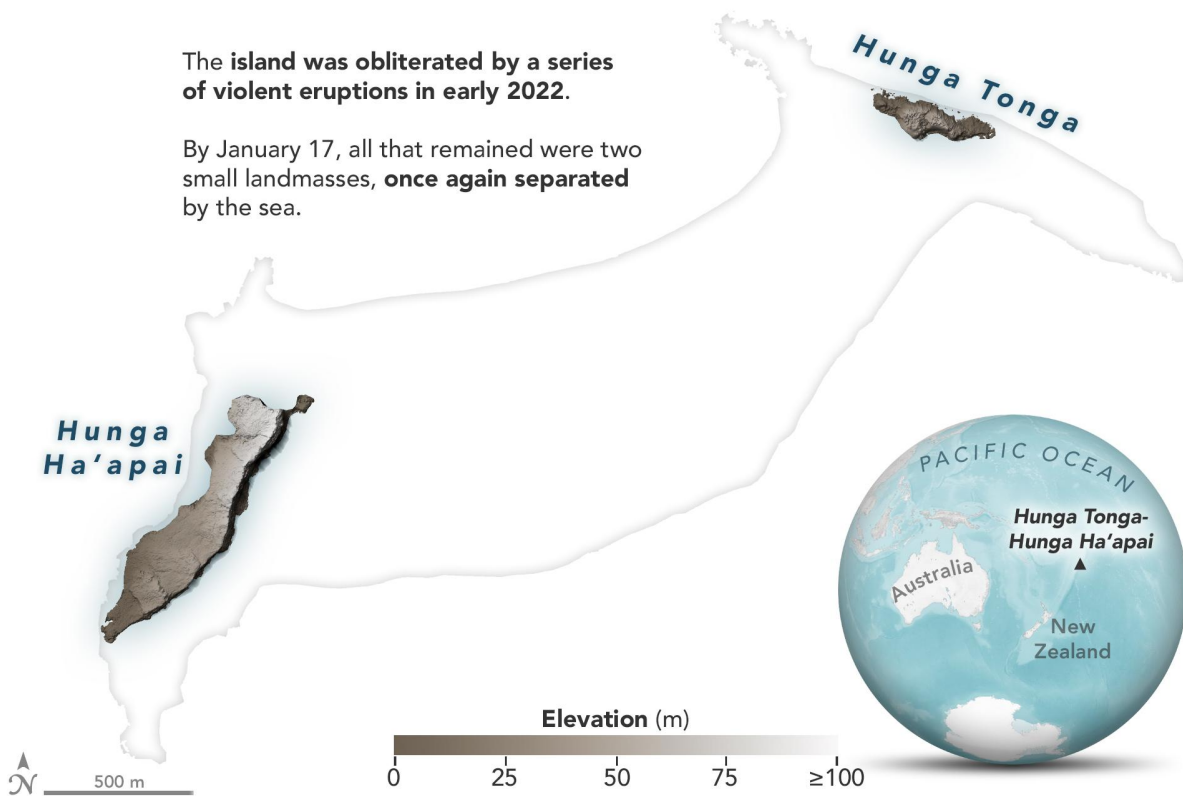 The island was obliterated by a series
of violent eruptions in early 2022.
By January 17, all that remained were two
small landmasses, once again separated
by the sea.
Hunga Tonga
Hunga
Ha‘apai
PACIFIC OCEAN
Hunga Tonga-
Hunga Ha‘apai
Australia
New
Zealand
Elevation (m)
0 25 50 75 ≥100
N
500 m